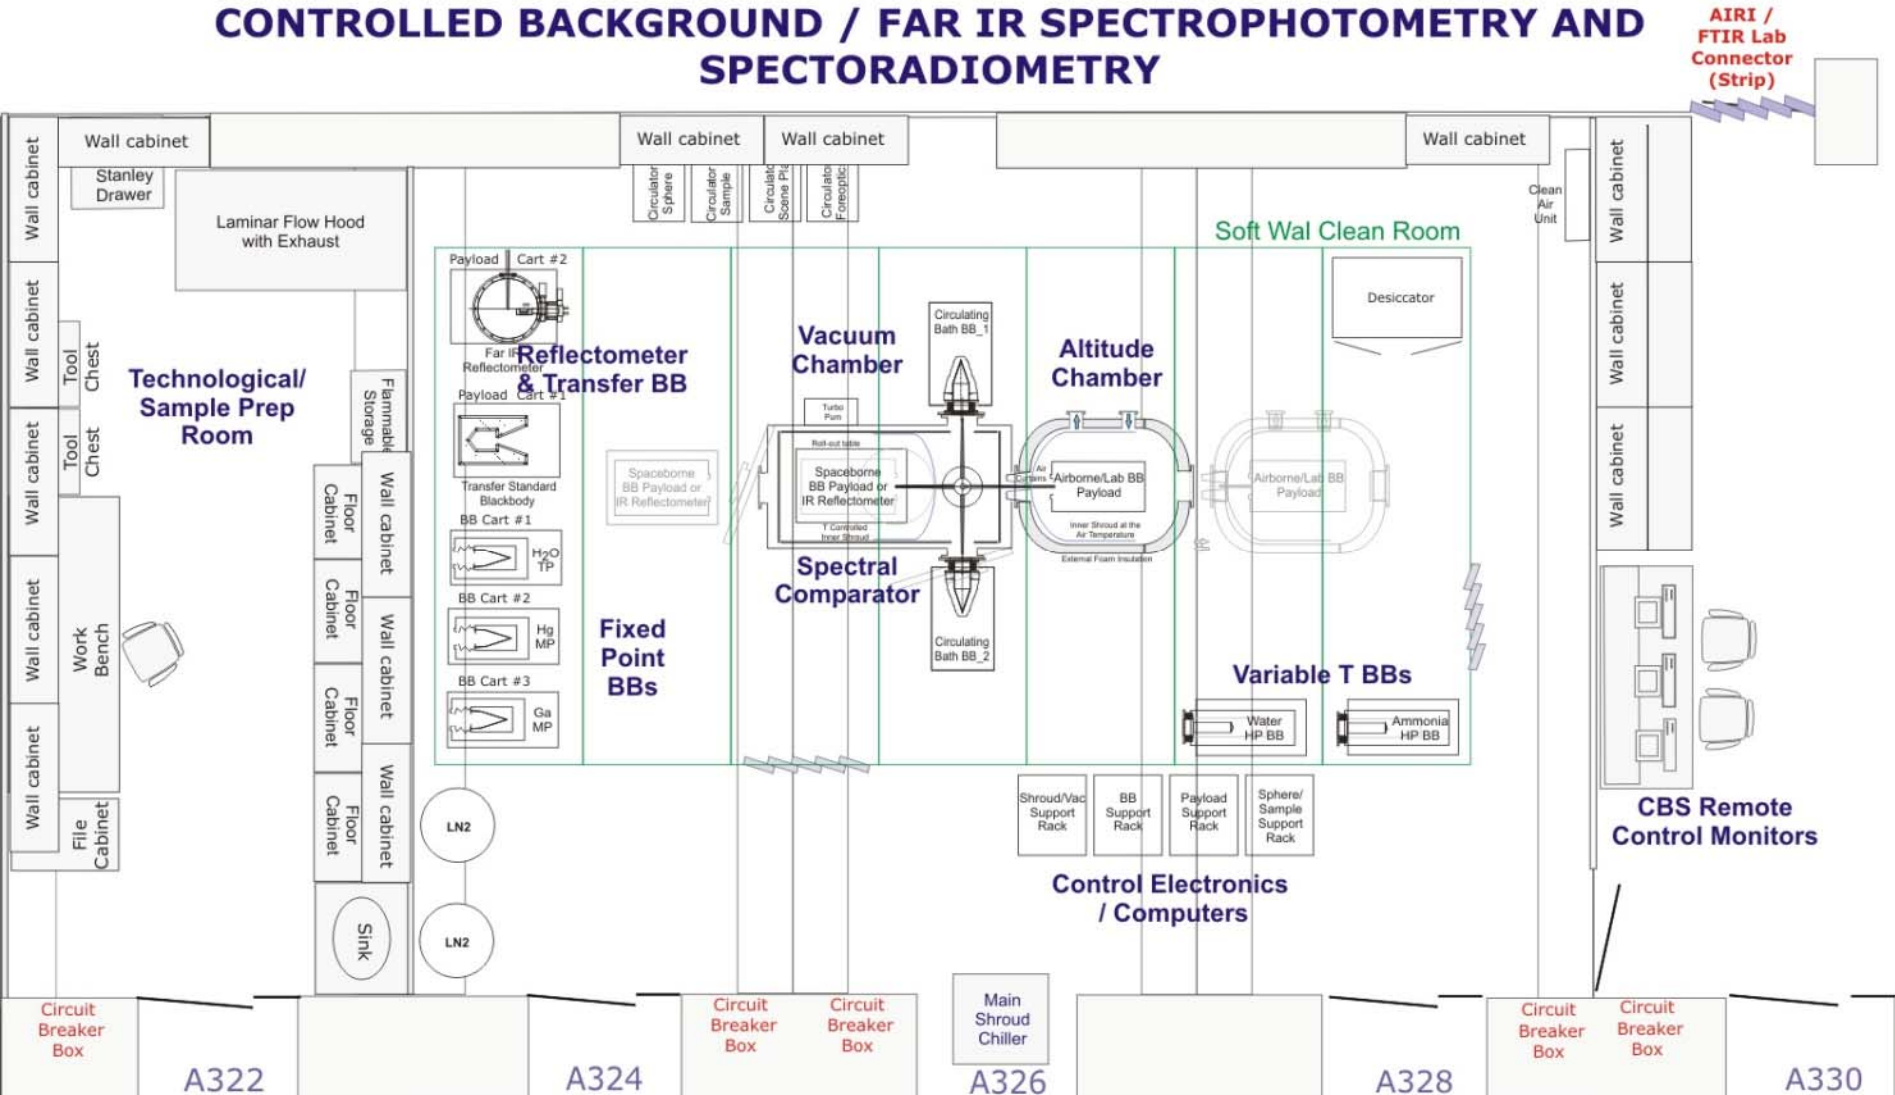 CONTROLLED BACKGROUND / FAR IR SPECTROPHOTOMETRY AND
SPECTORADIOMETRY
AIRI /
FTIR Lab
Connector
(Strip)
Wall cabinet
Wall cabinet
Wall cabinet
Wall cabinet
Wall cabinet
Stanley
Drawer
Laminar Flow Hood
with Exhaust
Circulator
Sphere
Circulator
Sample
Circulato
Scene Pla
Circulato
Foreoptic
Clean
Air
Unit
Wall cabinet
Wall cabinet
Wall cabinet
Wall cabinet
Wall cabinet
Wall cabinet
Wall cabinet
Wall cabinet
Tool
Chest
Tool
Chest
Technological/
Sample Prep
Room
Flammable
Storage
Work
Bench
File
Cabinet
Floor
Cabinet
Floor
Cabinet
Floor
Cabinet
Floor
Cabinet
Wall cabinet
Wall cabinet
Wall cabinet
Sink
Soft Wal Clean Room
Payload Cart #2
Far IR
Reflectometer
Reflectometer
& Transfer BB
Payload Cart #1
Transfer Standard
Blackbody
BB Cart #1
H2O
TP
BB Cart #2
Hg
MP
BB Cart #3
Ga
MP
Fixed
Point
BBs
Spaceborne
BB Payload or
IR Reflectometer
Vacuum
Chamber
Turbo
Pum
Roll-out table
Spaceborne
BB Payload or
IR Reflectometer
T Controlled
Inner Shroud
Spectral
Comparator
Circulating
Bath BB_1
Circulating
Bath BB_2
Altitude
Chamber
Air
Curtains
Airborne/Lab BB
Payload
Inner Shroud at the
Air Temperature
External Foam Insulation
Airborne/Lab BB
Payload
Desiccator
Variable T BBs
Water
HP BB
Ammonia
HP BB
LN2
LN2
Shroud/Vac
Support
Rack
BB
Support
Rack
Payload
Support
Rack
Sphere/
Sample
Support
Rack
Control Electronics
/ Computers
CBS Remote
Control Monitors
Circuit
Breaker
Box
Circuit
Breaker
Box
Circuit
Breaker
Box
Main
Shroud
Chiller
Circuit
Breaker
Box
Circuit
Breaker
Box
A322
A324
A326
A328
A330